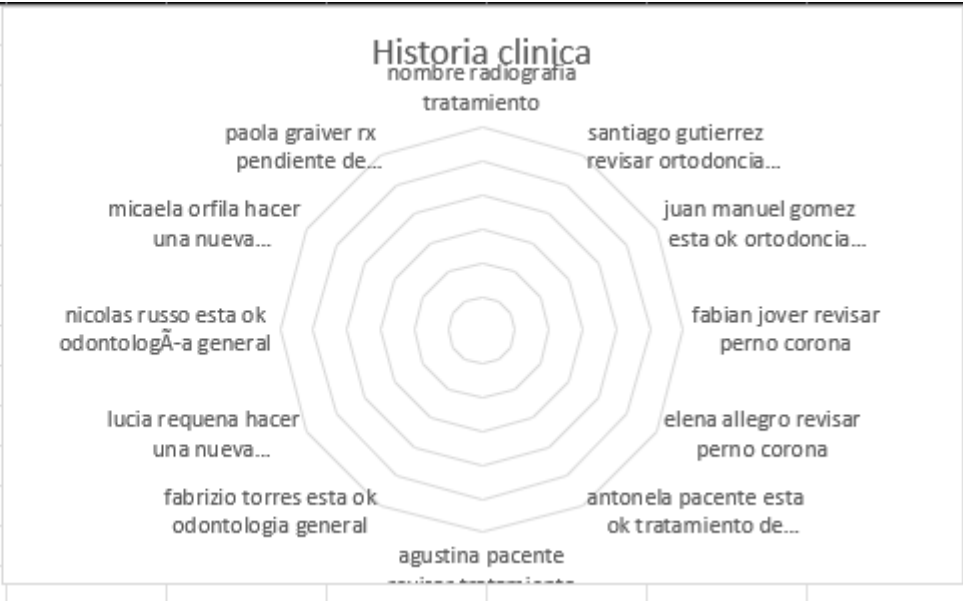 Historia clinica
nombre radiografia
tratamiento
santiago gutierrez
revisar ortodoncia...
juan manuel gomez
esta ok ortodoncia...
fabian jover revisar
perno corona
elena allegro revisar
perno corona
antonela pacente esta
ok tratamiento de...
agustina pacente
revisar tratamiento
fabrizio torres esta ok
odontologia general
lucia requena hacer
una nueva...
nicolas russo esta ok
odontologÃ-a general
micaela orfila hacer
una nueva...
paola graiver rx
pendiente de...